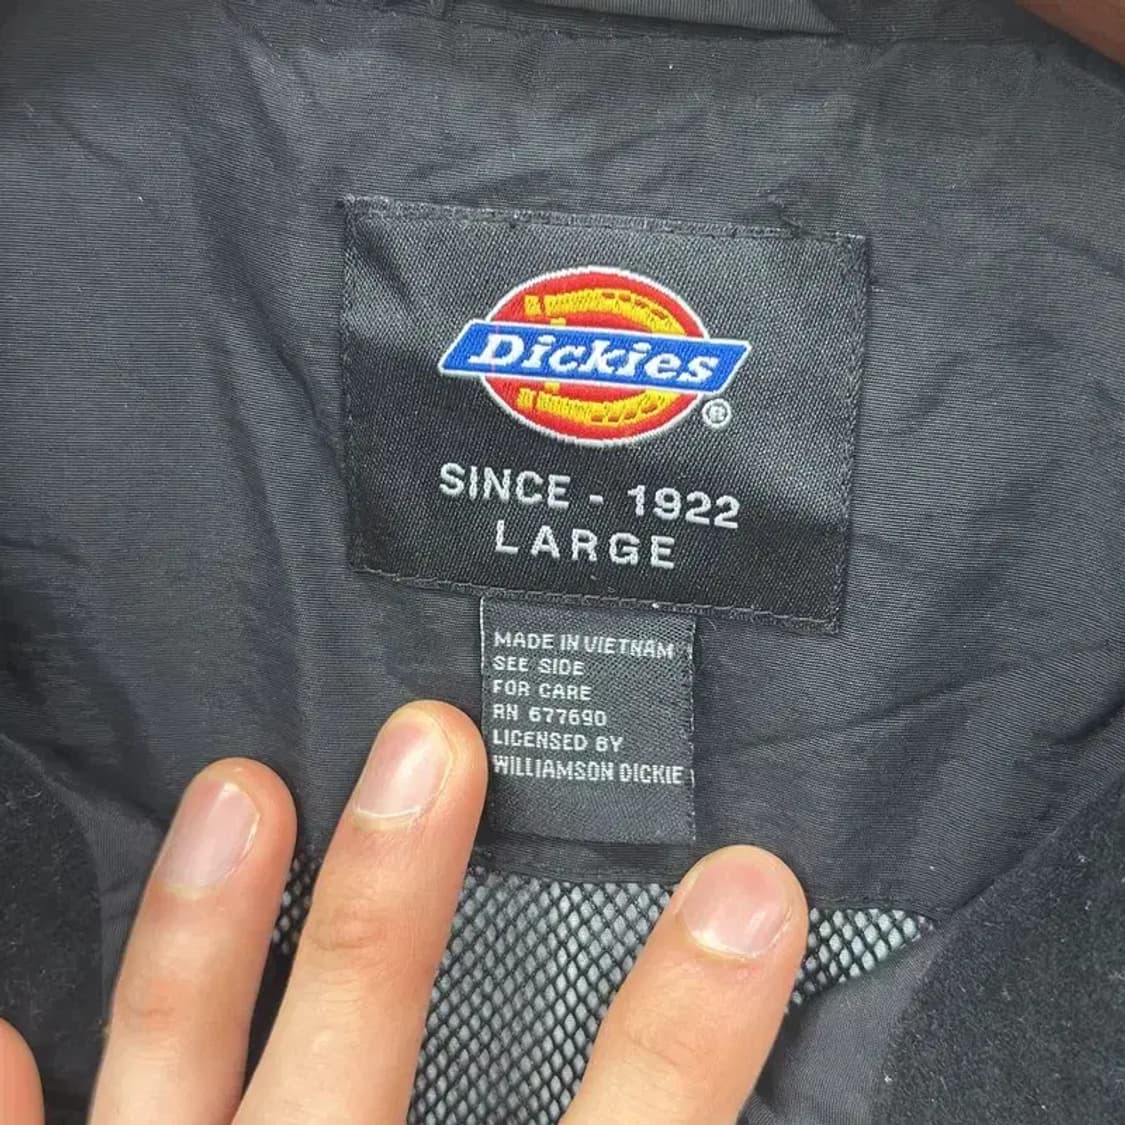 Dickies
®
SINCE - 1922
LARGE
MADE IN VIETNAM
SEE SIDE
FOR CARE
RN 677690
LICENSED BY
WILLIAMSON DICKIE